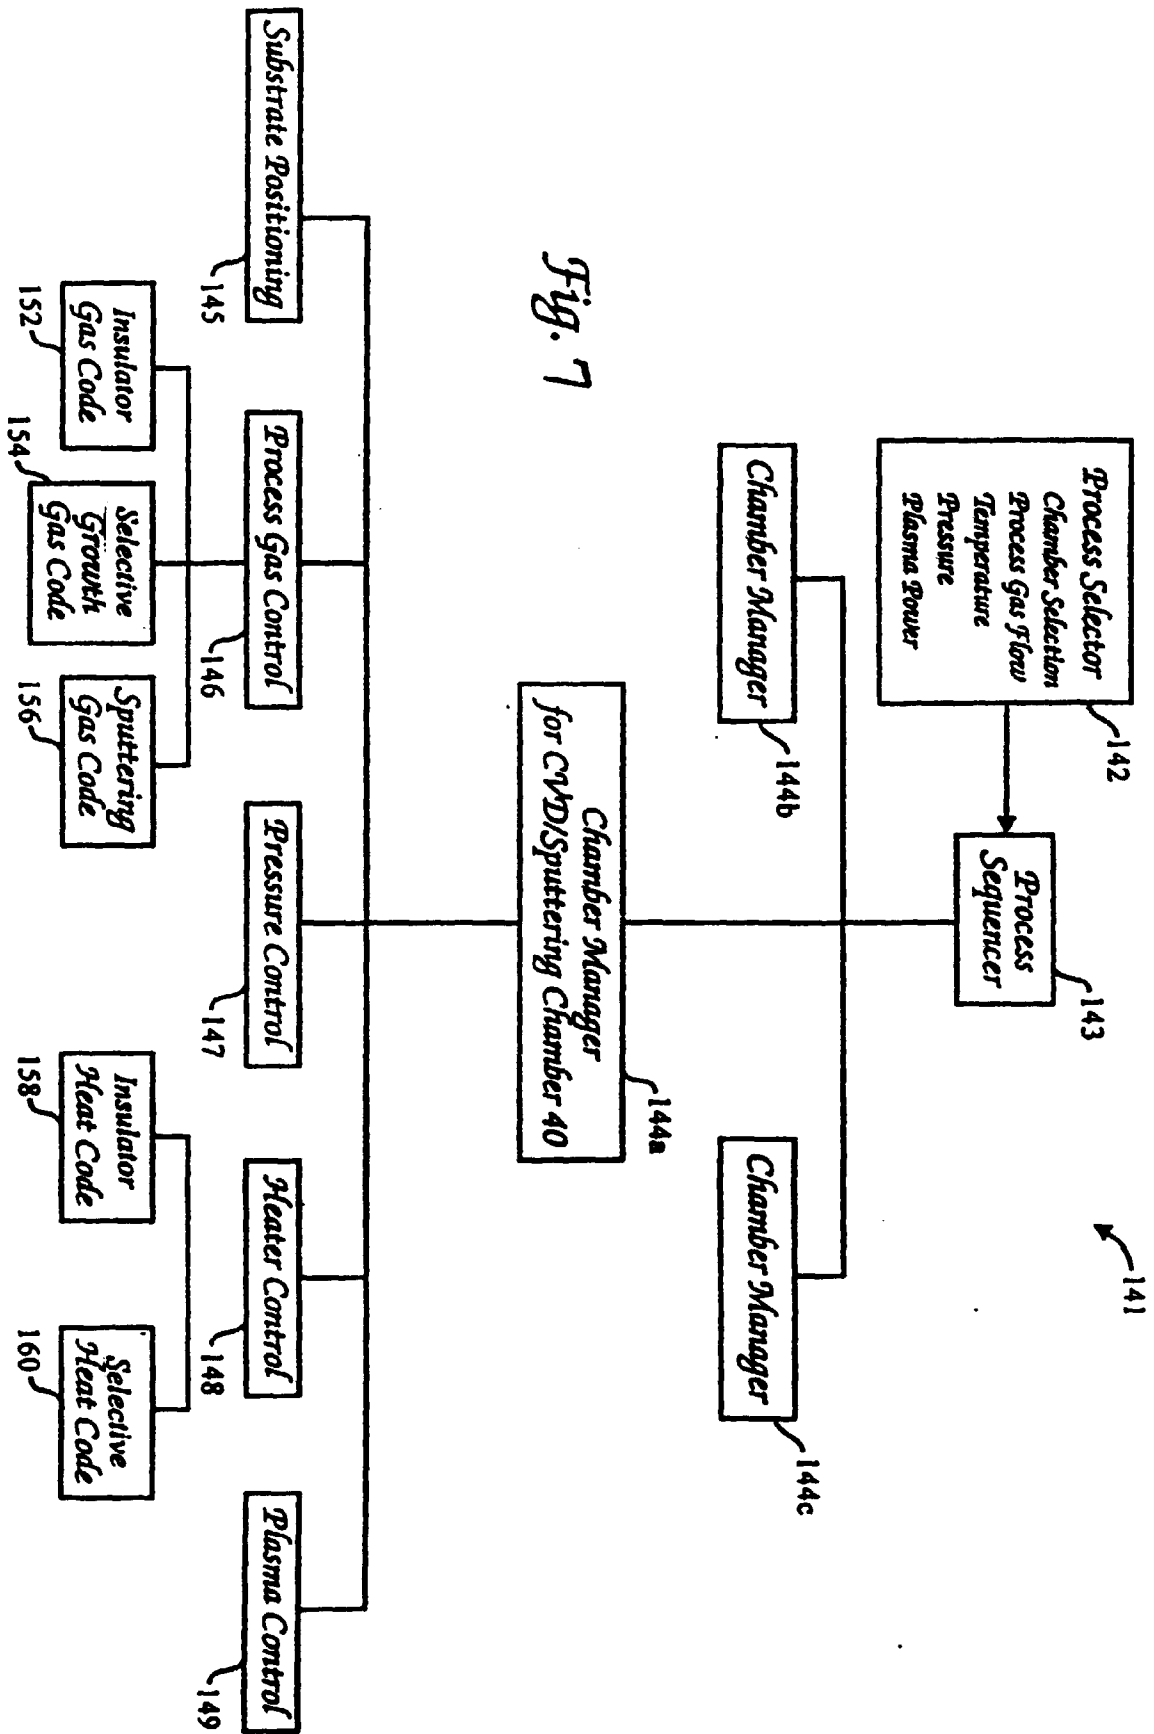 141
Process Selector
Chamber Selection
Process Gas Flow
Temperature
Pressure
Plasma Power
142
Process
Sequencer
143
Chamber Manager
144b
Chamber Manager
144c
Chamber Manager
for CVD/Sputtering Chamber 40
144a
Fig. 7
Substrate Positioning
145
Process Gas Control
146
Pressure Control
147
Heater Control
148
Plasma Control
149
Insulator
Gas Code
152
Selective
Growth
Gas Code
154
Sputtering
Gas Code
156
Insulator
Heat Code
158
Selective
Heat Code
160